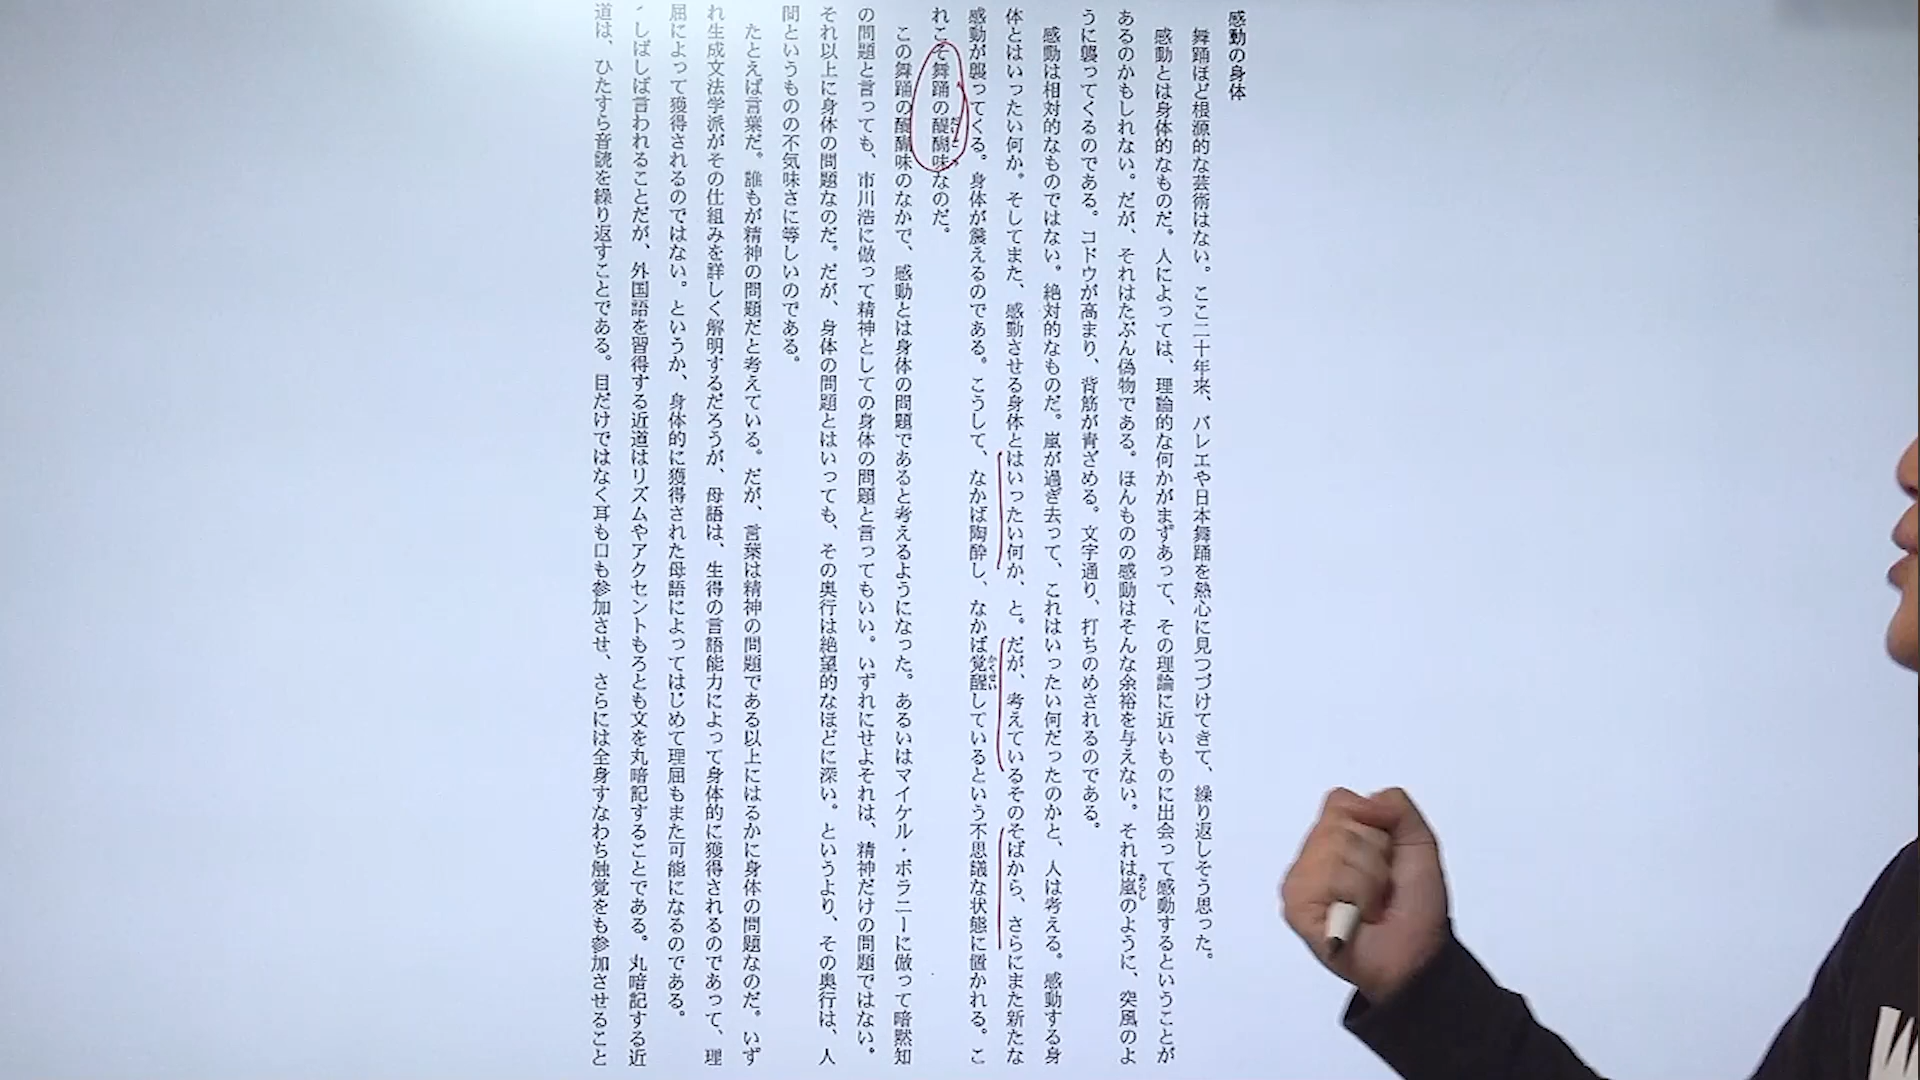 感動の身体
舞踊ほど根源的な芸術はない。ここ二十年来、バレエや日本舞踊を熱心に見つづけてきて、繰り返しそう思った。
感動とは身体的なものだ。人によっては、理論的な何かがまずあって、その理論に近いものに出会って感動するということが
あるのかもしれない。だが、それはたぶん偽物である。ほんものの感動はそんな余裕を与えない。それは嵐のように、突風のよ
うに襲ってくるのである。コドウが高まり、背筋が青ざめる。文字通り、打ちのめされるのである。
感動は相対的なものではない。絶対的なものだ。嵐が過ぎ去って、これはいったい何だったのかと、人は考える。感動する身
体とはいったい何か。そしてまた、感動させる身体とはいったい何か、と。だが、考えているそのそばから、さらにまた新たな
感動が襲ってくる。身体が震えるのである。こうして、なかば陶酔し、なかば覚醒しているという不思議な状態に置かれる。こ
れこそ舞踊の醍醐味なのだ。
この舞踊の醍醐味のなかで、感動とは身体の問題であると考えるようになった。あるいはマイケル・ポラニーに倣って暗黙知
の問題と言っても、市川浩に倣って精神としての身体の問題と言ってもいい。いずれにせよそれは、精神だけの問題ではない。
それ以上に身体の問題なのだ。だが、身体の問題とはいっても、その奥行は絶望的なほどに深い。というより、その奥行は、人
間というものの不気味さに等しいのである。
たとえば言葉だ。誰もが精神の問題だと考えている。だが、言葉は精神の問題である以上にはるかに身体の問題なのだ。いず
れ生成文法学派がその仕組みを詳しく解明するだろうが、母語は、生得の言語能力によって身体的に獲得されるのであって、理
屈によって獲得されるのではない。というか、身体的に獲得された母語によってはじめて理屈もまた可能になるのである。
しばしば言われることだが、外国語を習得する近道はリズムやアクセントもろとも文を丸暗記することである。丸暗記する近
道は、ひたすら音読を繰り返すことである。目だけではなく耳も口も参加させ、さらには全身すなわち触覚をも参加させること